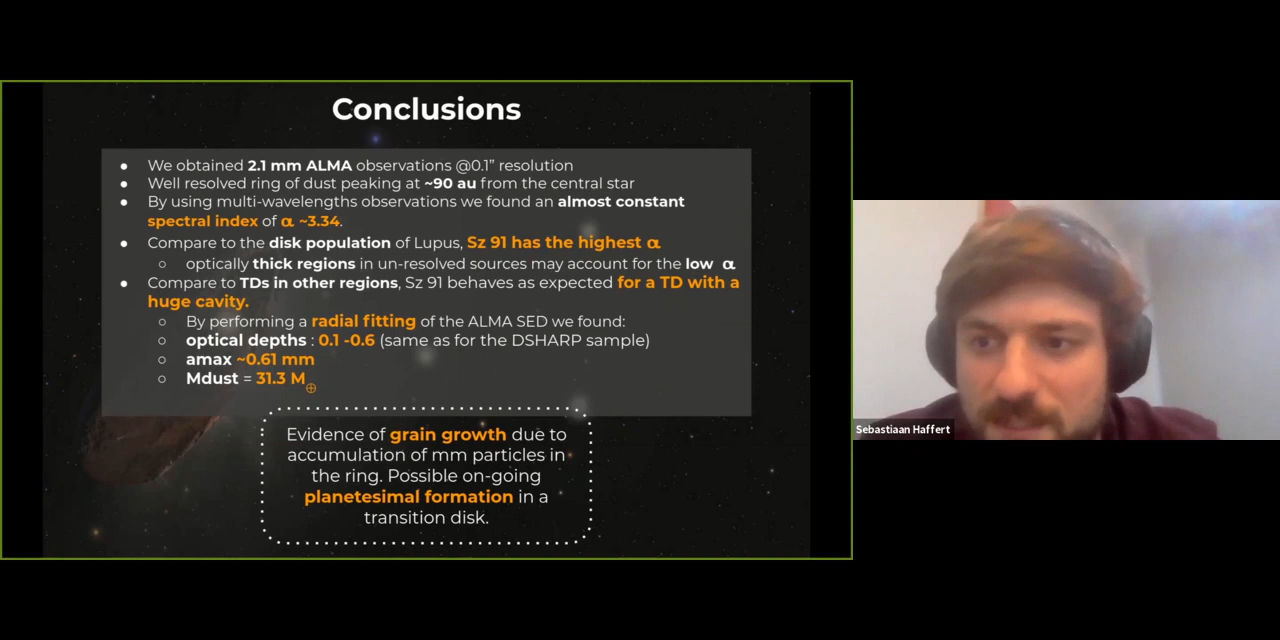 Conclusions
● We obtained 2.1 mm ALMA observations @0.1” resolution
● Well resolved ring of dust peaking at ~90 au from the central star
● By using multi-wavelengths observations we found an almost constant
spectral index of α ~3.34.
● Compare to the disk population of Lupus, Sz 91 has the highest α
○ optically thick regions in un-resolved sources may account for the low α
● Compare to TDs in other regions, Sz 91 behaves as expected for a TD with a
huge cavity.
○ By performing a radial fitting of the ALMA SED we found:
○ optical depths : 0.1 -0.6 (same as for the DSHARP sample)
○ amax ~0.61 mm
○ Mdust = 31.3 M⊕
Evidence of grain growth due to
accumulation of mm particles in
the ring. Possible on-going
planetesimal formation in a
transition disk.
Sebastiaan Haffert